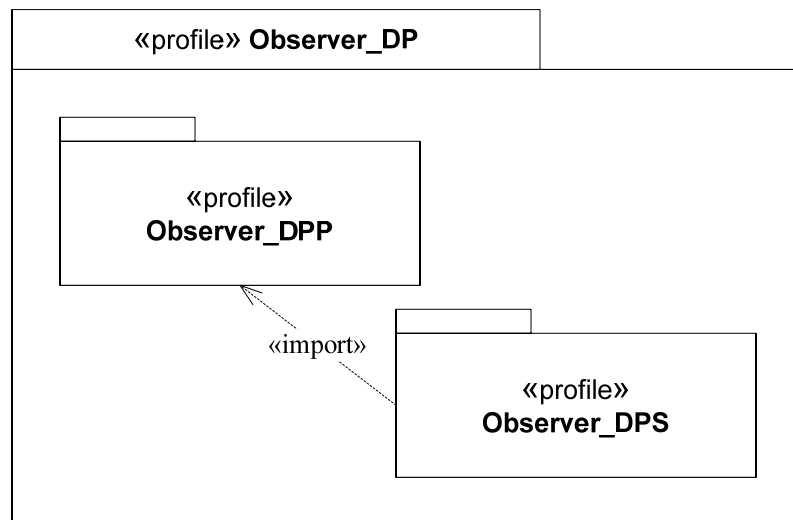 «profile» Observer_DP
«profile»
Observer_DPP
«import»
«profile»
Observer_DPS